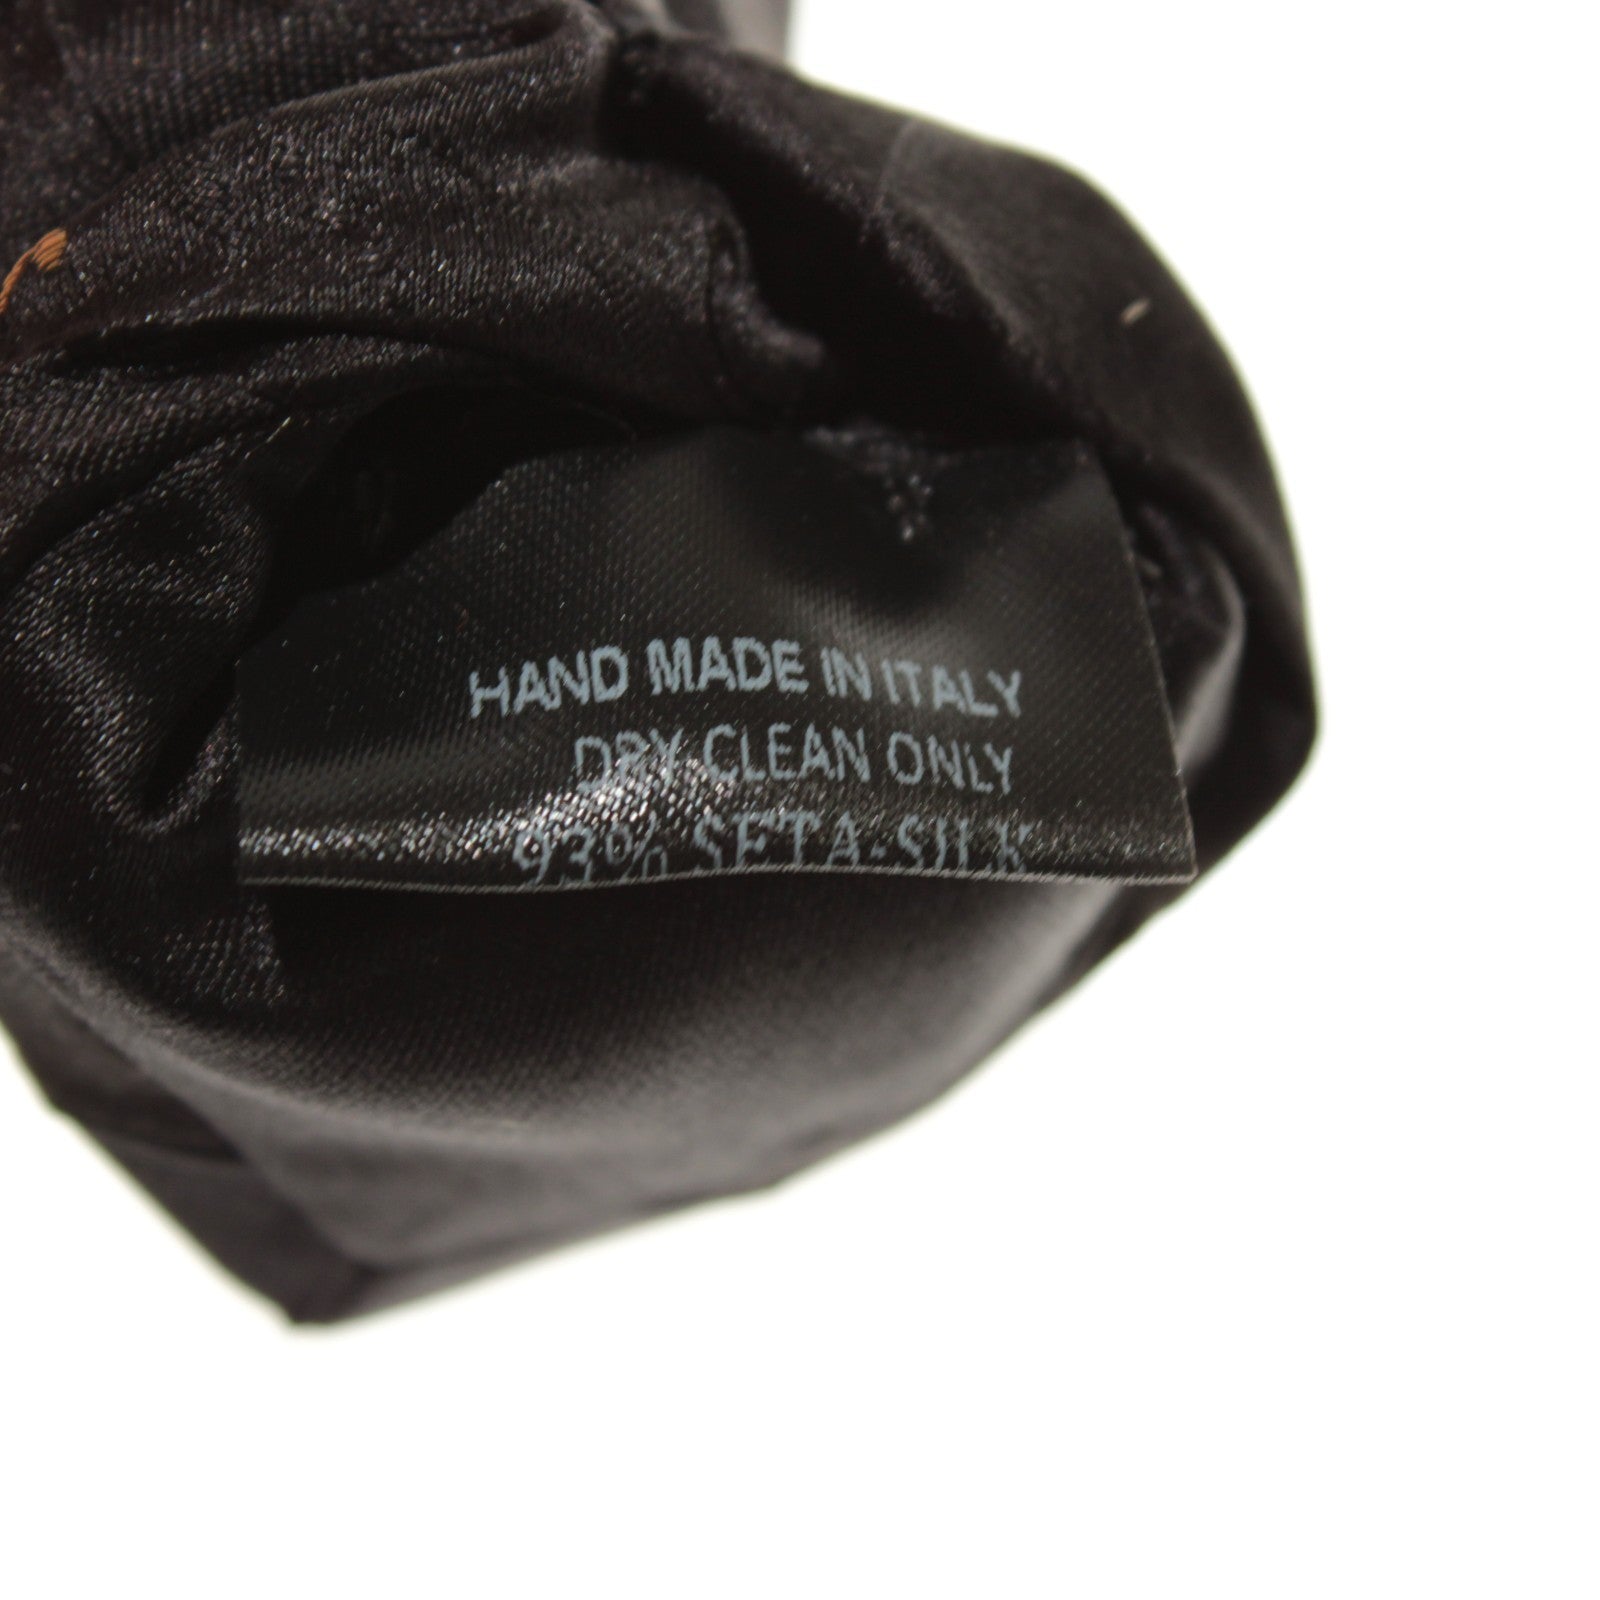 HAND MADE IN ITALY
DRY CLEAN ONLY
93% SETA-SILK